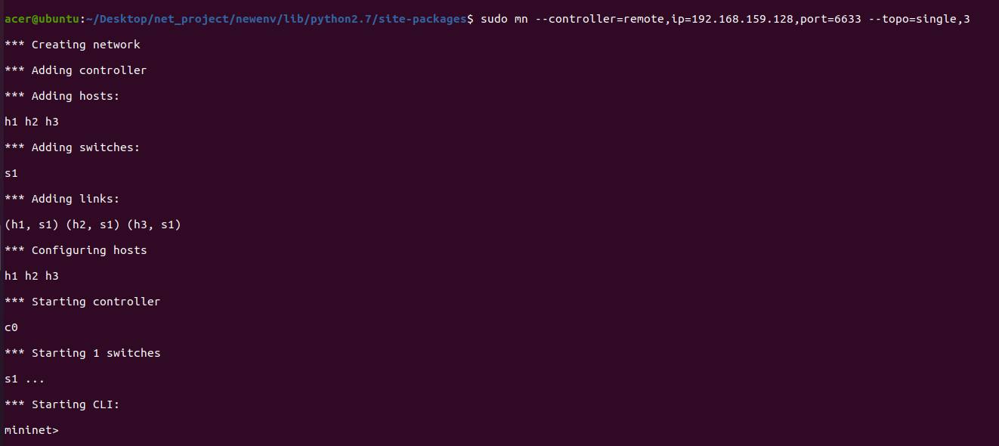 acer@ubuntu:~/Desktop/net_project/newenv/lib/python2.7/site-packages$ sudo mn --controller=remote,ip=192.168.159.128,port=6633 --topo=single,3
*** Creating network
*** Adding controller
*** Adding hosts:
h1 h2 h3
*** Adding switches:
s1
*** Adding links:
(h1, s1) (h2, s1) (h3, s1)
*** Configuring hosts
h1 h2 h3
*** Starting controller
c0
*** Starting 1 switches
s1 ...
*** Starting CLI:
mininet>